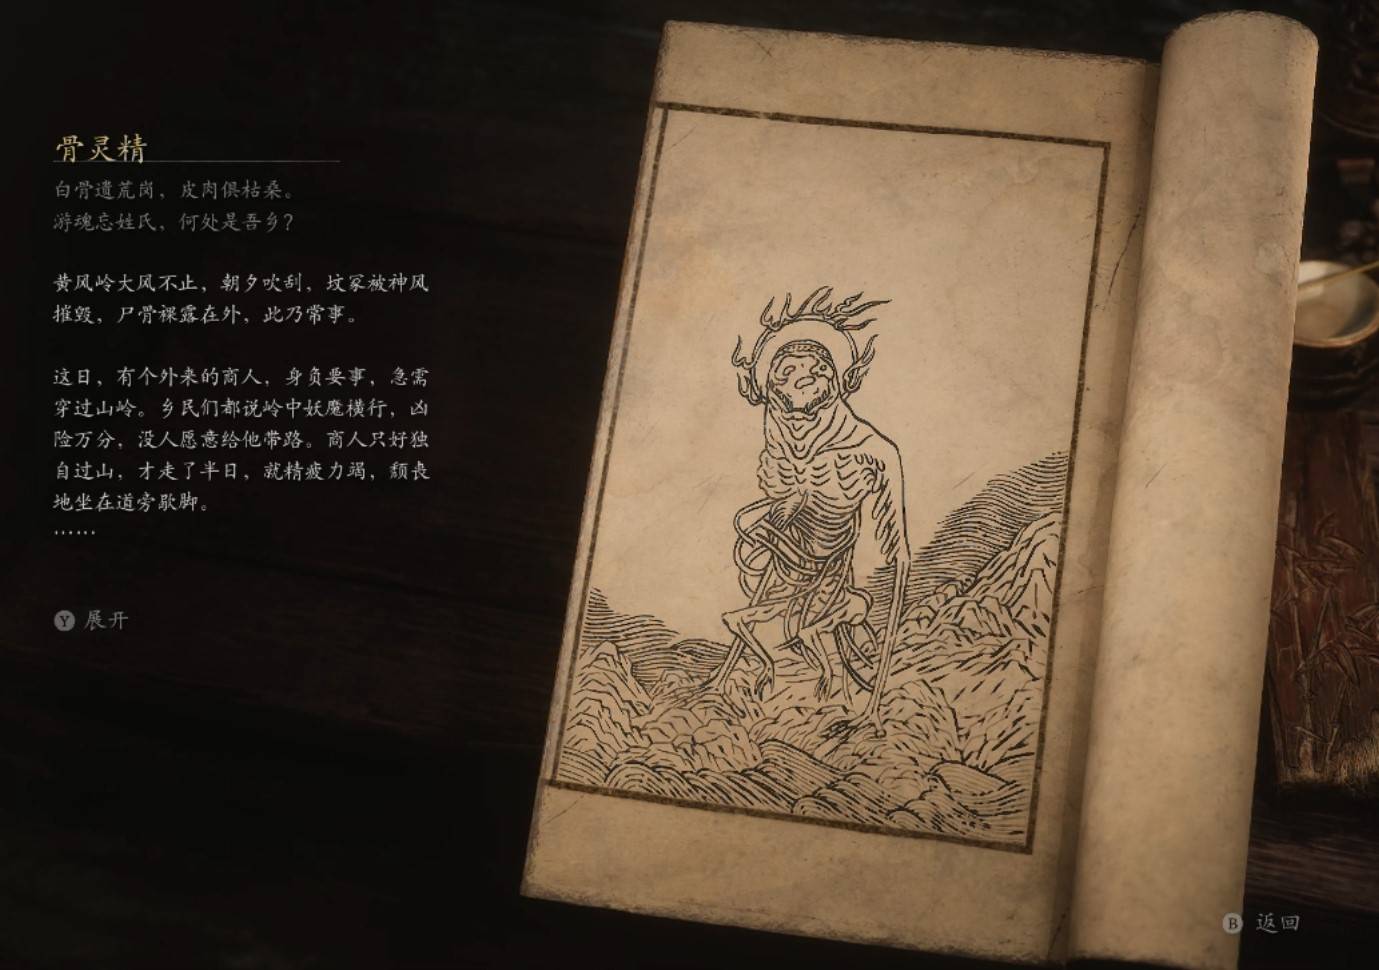 骨灵精
白骨遗荒岗，皮肉俱枯桑。
游魂忘姓氏，何处是吾乡？
黄风岭大风不止，朝夕吹刮，坟冢被神风
摧毁，尸骨裸露在外，此乃常事。
这日，有个外来的商人，身负要事，急需
穿过山岭。乡民们都说岭中妖魔横行，凶
险万分，没人愿意给他带路。商人只好独
自过山，才走了半日，就精疲力竭，颓丧
地坐在道旁歇脚。
……
Y 展开
B 返回